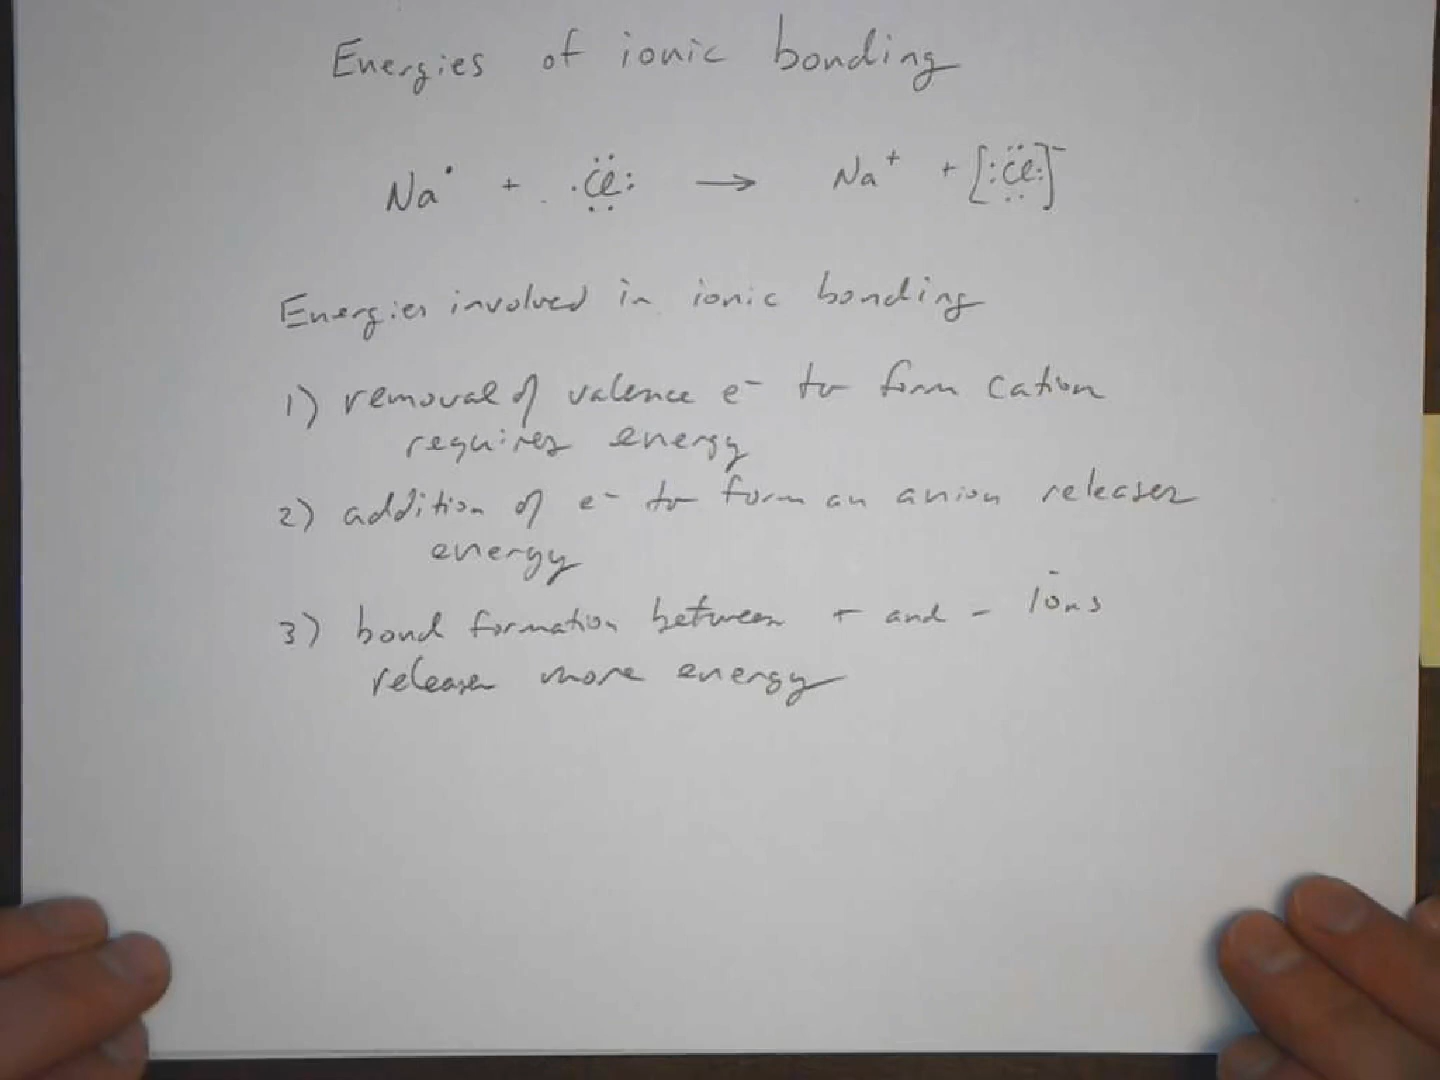 Energies of ionic bonding
Na· + ·C̈l: → Na⁺ + [:C̈l:]⁻
Energies involved in ionic bonding
1) removal of valence e⁻ to form cation
requires energy
2) addition of e⁻ to form an anion releases
energy
3) bond formation between + and - ions
releases more energy